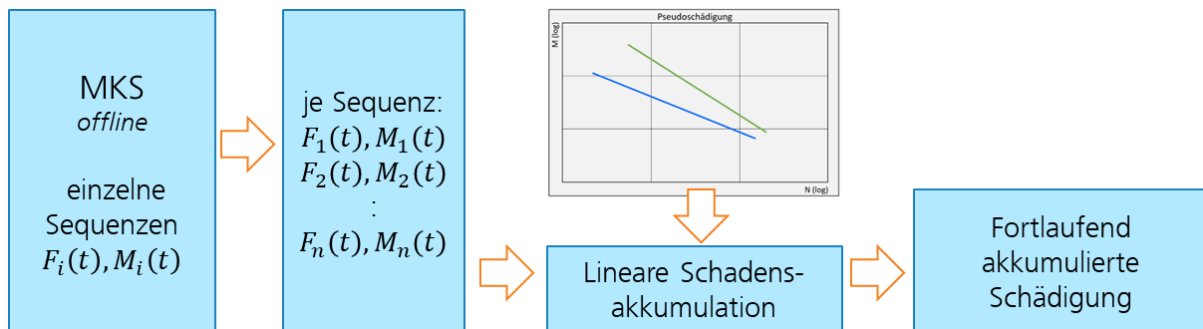 MKS
offline
einzelne
Sequenzen
F_i(t), M_i(t)
je Sequenz:
F_1(t), M_1(t)
F_2(t), M_2(t)
:
F_n(t), M_n(t)
Pseudoschädigung
M (log)
N (log)
Lineare Schadens-
akkumulation
Fortlaufend
akkumulierte
Schädigung